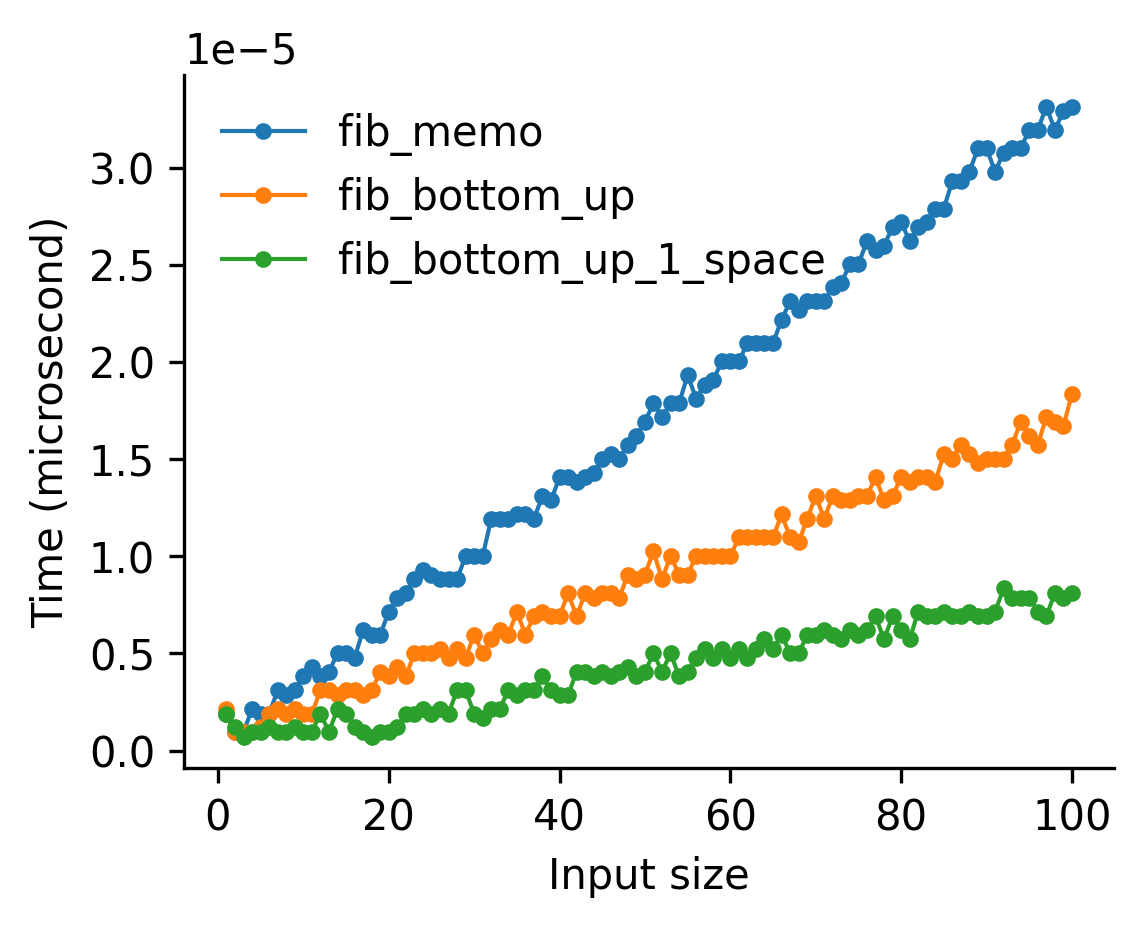 1e−5
fib_memo
fib_bottom_up
fib_bottom_up_1_space
3.0
2.5
2.0
1.5
1.0
0.5
0.0
Time (microsecond)
0 20 40 60 80 100
Input size